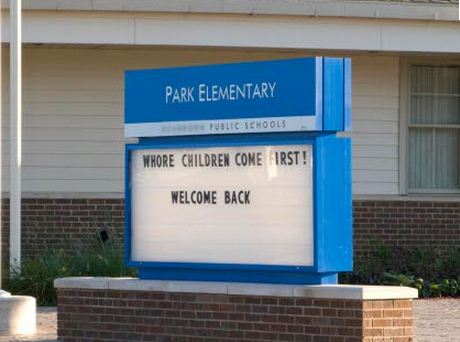 PARK ELEMENTARY
PUBLIC SCHOOLS
WHORE CHILDREN COME FIRST!
WELCOME BACK